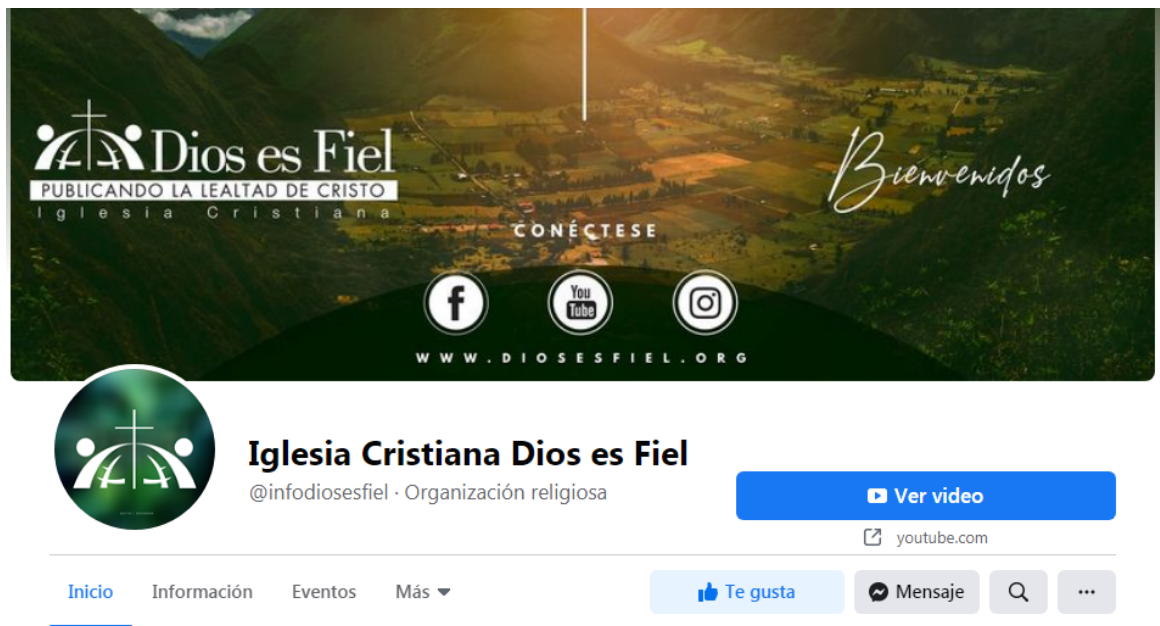 Dios es Fiel
PUBLICANDO LA LEALTAD DE CRISTO
Iglesia Cristiana
Bienvenidos
CONÉCTESE
f
You
Tube
WWW.DIOSESFIEL.ORG
Iglesia Cristiana Dios es Fiel
@infodiosesfiel · Organización religiosa
Ver video
youtube.com
Inicio Información Eventos Más
Te gusta Mensaje